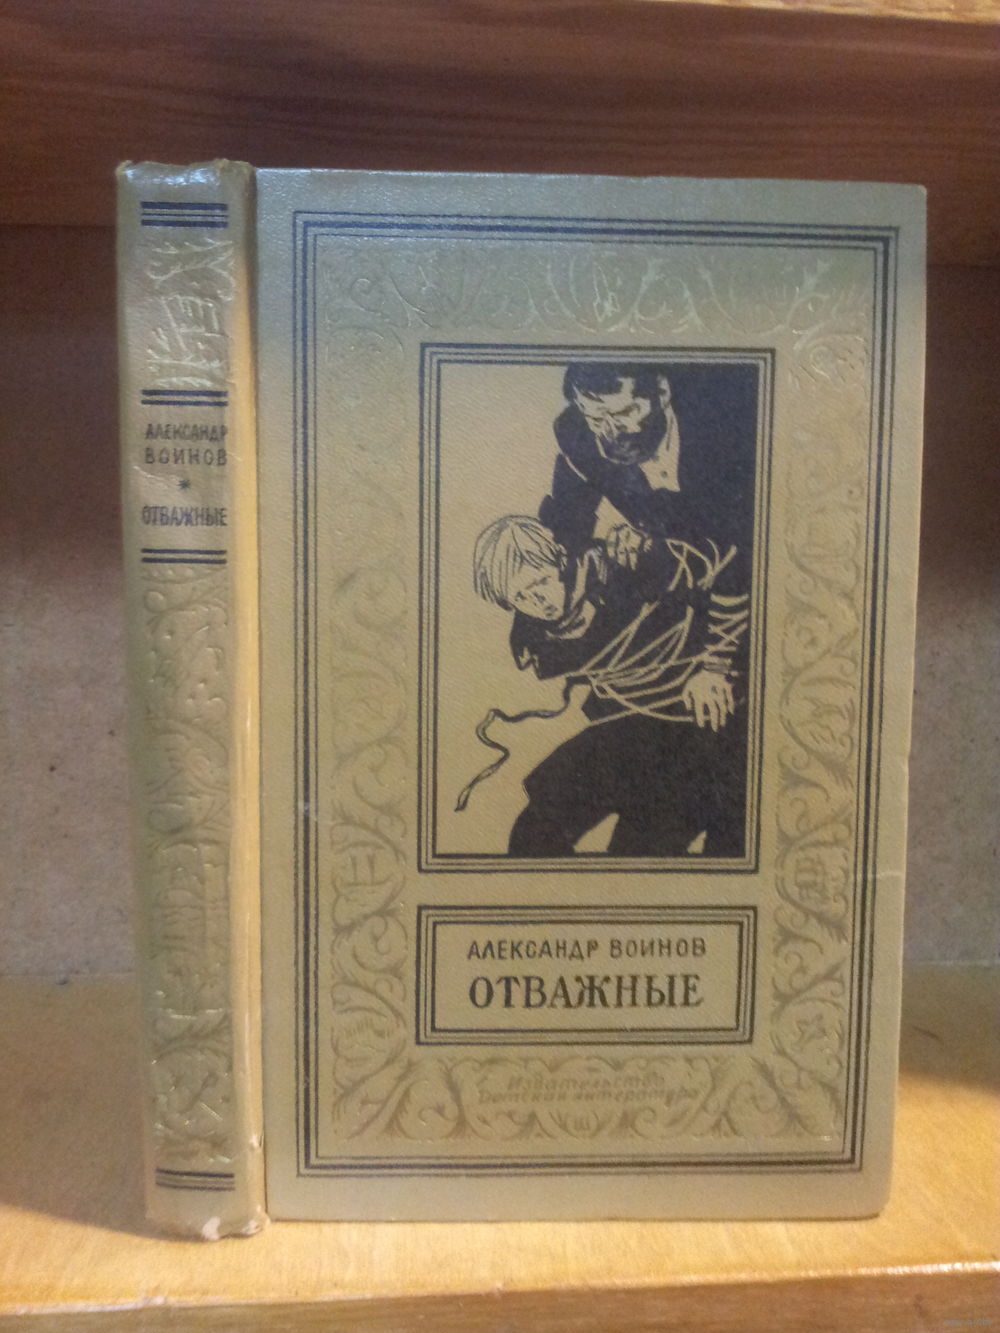 АЛЕКСАНДР
ВОИНОВ
*
ОТВАЖНЫЕ
АЛЕКСАНДР ВОИНОВ
ОТВАЖНЫЕ
Издательство
Детская литература